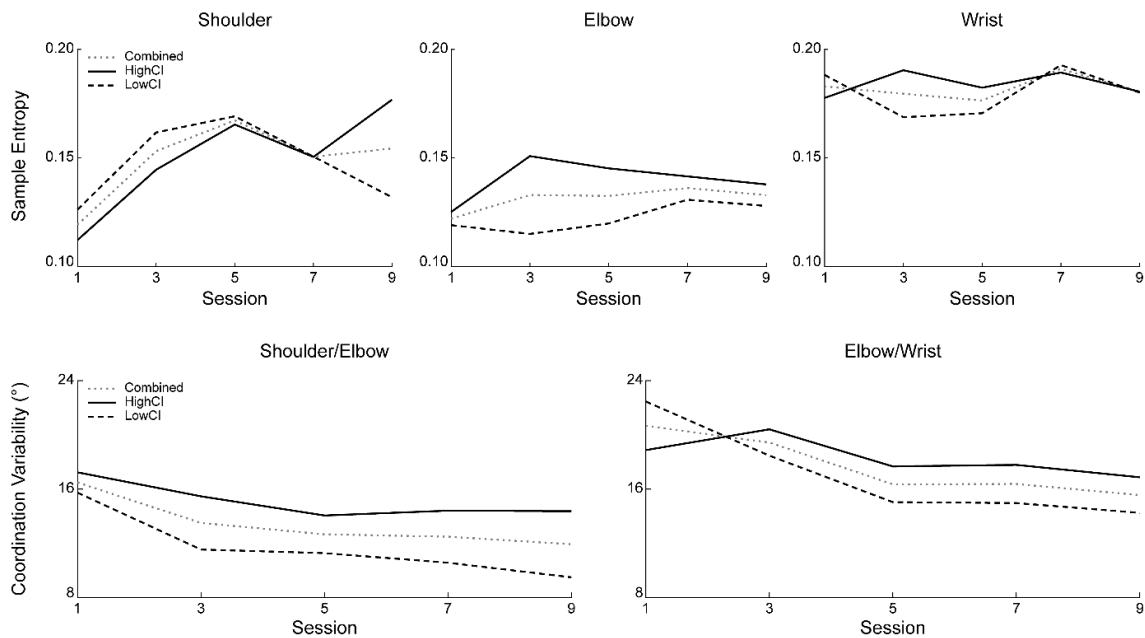 Shoulder
Elbow
Wrist
Sample Entropy
0.20
0.15
0.10
Combined
HighCI
LowCI
1 3 5 7 9
Session
0.20
0.15
0.10
1 3 5 7 9
Session
0.20
0.15
0.10
1 3 5 7 9
Session
Shoulder/Elbow
Elbow/Wrist
Coordination Variability (°)
24
16
8
Combined
HighCI
LowCI
1 3 5 7 9
Session
24
16
8
1 3 5 7 9
Session